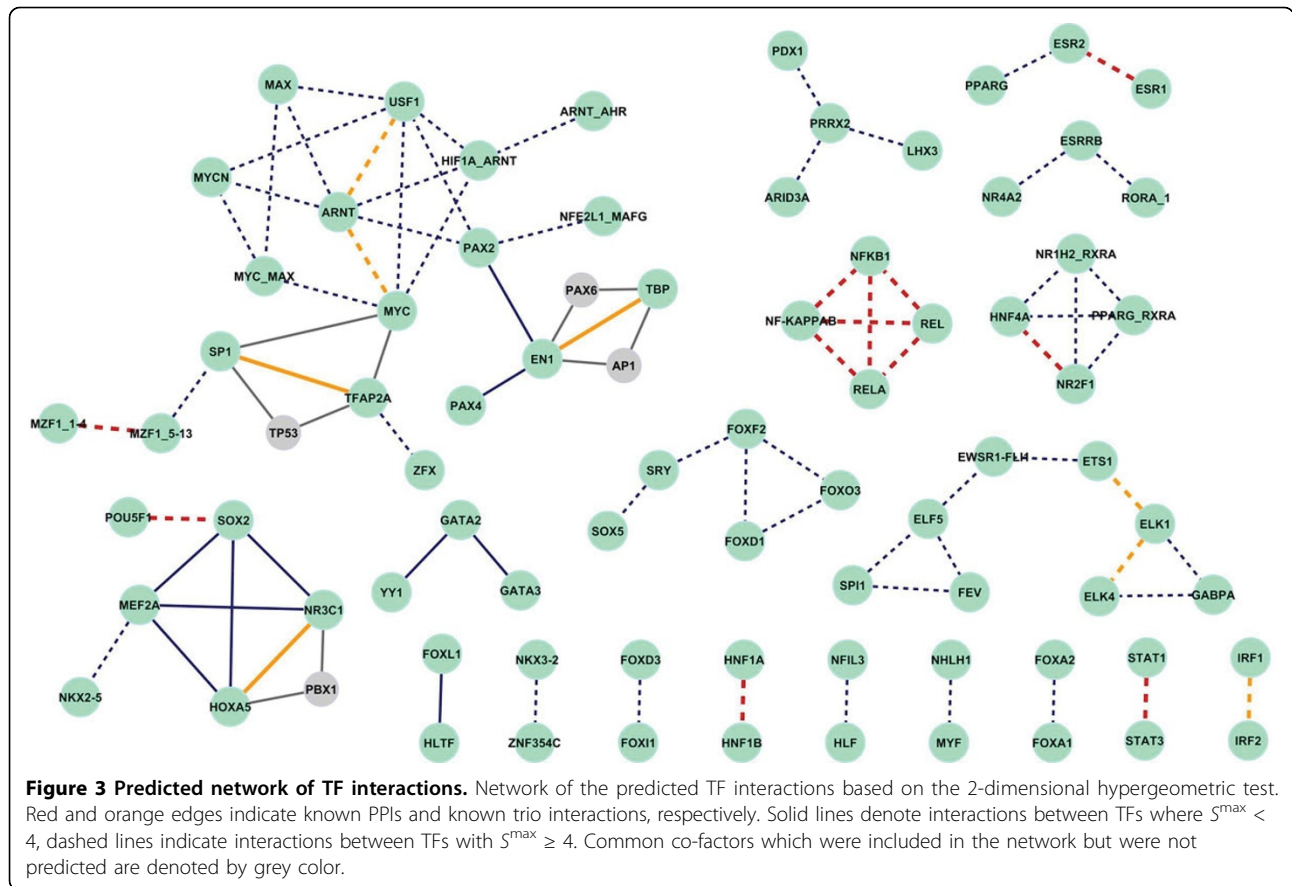 PDX1
ESR2
PPARG
ESR1
MAX
USF1
ARNT_AHR
PRRX2
LHX3
ESRRB
HIF1A_ARNT
MYCN
ARID3A
NR4A2
RORA_1
ARNT
NFE2L1_MAFG
PAX2
NFKB1
NR1H2_RXRA
MYC_MAX
PAX6
TBP
MYC
NF-KAPPAB
REL
HNF4A
PPARG_RXRA
SP1
EN1
AP1
RELA
NR2F1
TFAP2A
PAX4
MZF1_1-4
MZF1_5-13
TP53
ZFX
FOXF2
SRY
EWSR1-FLI1
ETS1
FOXO3
POU5F1
SOX2
GATA2
SOX5
FOXD1
ELF5
ELK1
YY1
GATA3
SPI1
FEV
ELK4
GABPA
MEF2A
NR3C1
NKX2-5
PBX1
HOXA5
FOXL1
NKX3-2
FOXD3
HNF1A
NFIL3
NHLH1
FOXA2
STAT1
IRF1
HLTF
ZNF354C
FOXI1
HNF1B
HLF
MYF
FOXA1
STAT3
IRF2
Figure 3 Predicted network of TF interactions. Network of the predicted TF interactions based on the 2-dimensional hypergeometric test.
Red and orange edges indicate known PPIs and known trio interactions, respectively. Solid lines denote interactions between TFs where S^max <
4, dashed lines indicate interactions between TFs with S^max ≥ 4. Common co-factors which were included in the network but were not
predicted are denoted by grey color.